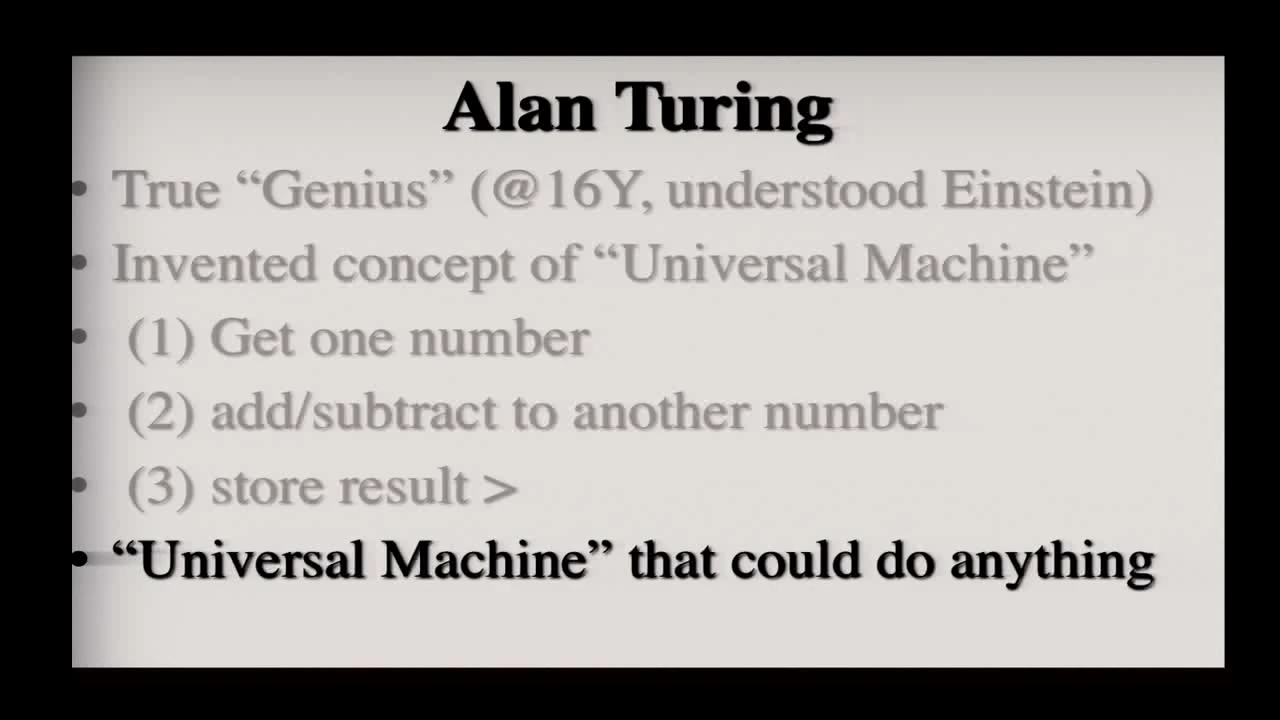 Alan Turing
• True “Genius” (@16Y, understood Einstein)
• Invented concept of “Universal Machine”
• (1) Get one number
• (2) add/subtract to another number
• (3) store result >
• “Universal Machine” that could do anything